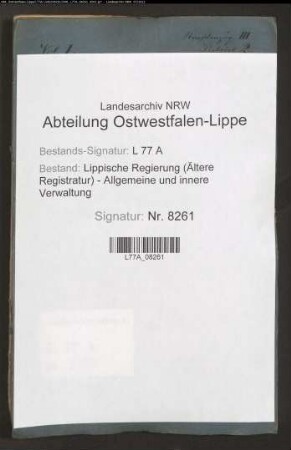 III
Landesarchiv NRW
Abteilung Ostwestfalen-Lippe
Bestands-Signatur: L 77 A
Bestand: Lippische Regierung (Ältere
Registratur) - Allgemeine und innere
Verwaltung
Signatur: Nr. 8261
L77A_08261